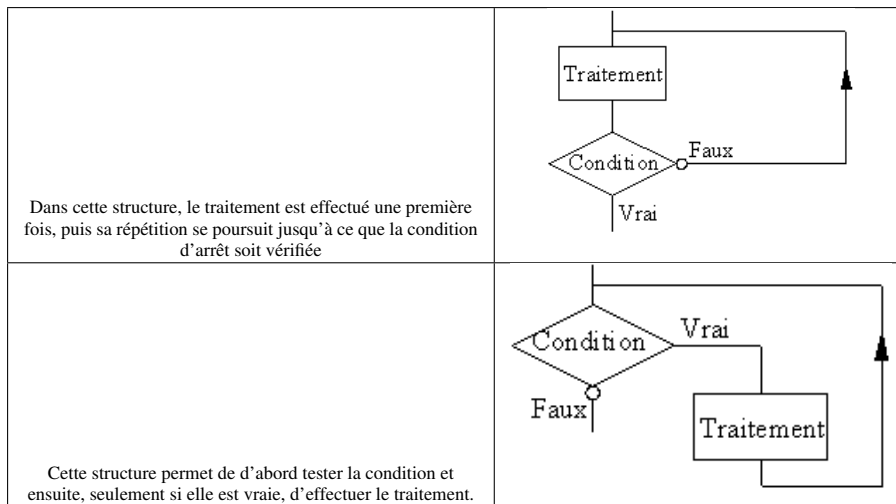 Traitement
Condition
Faux
Vrai
Dans cette structure, le traitement est effectué une première
fois, puis sa répétition se poursuit jusqu'à ce que la condition
d'arrêt soit vérifiée
Condition
Vrai
Faux
Traitement
Cette structure permet de d'abord tester la condition et
ensuite, seulement si elle est vraie, d'effectuer le traitement.